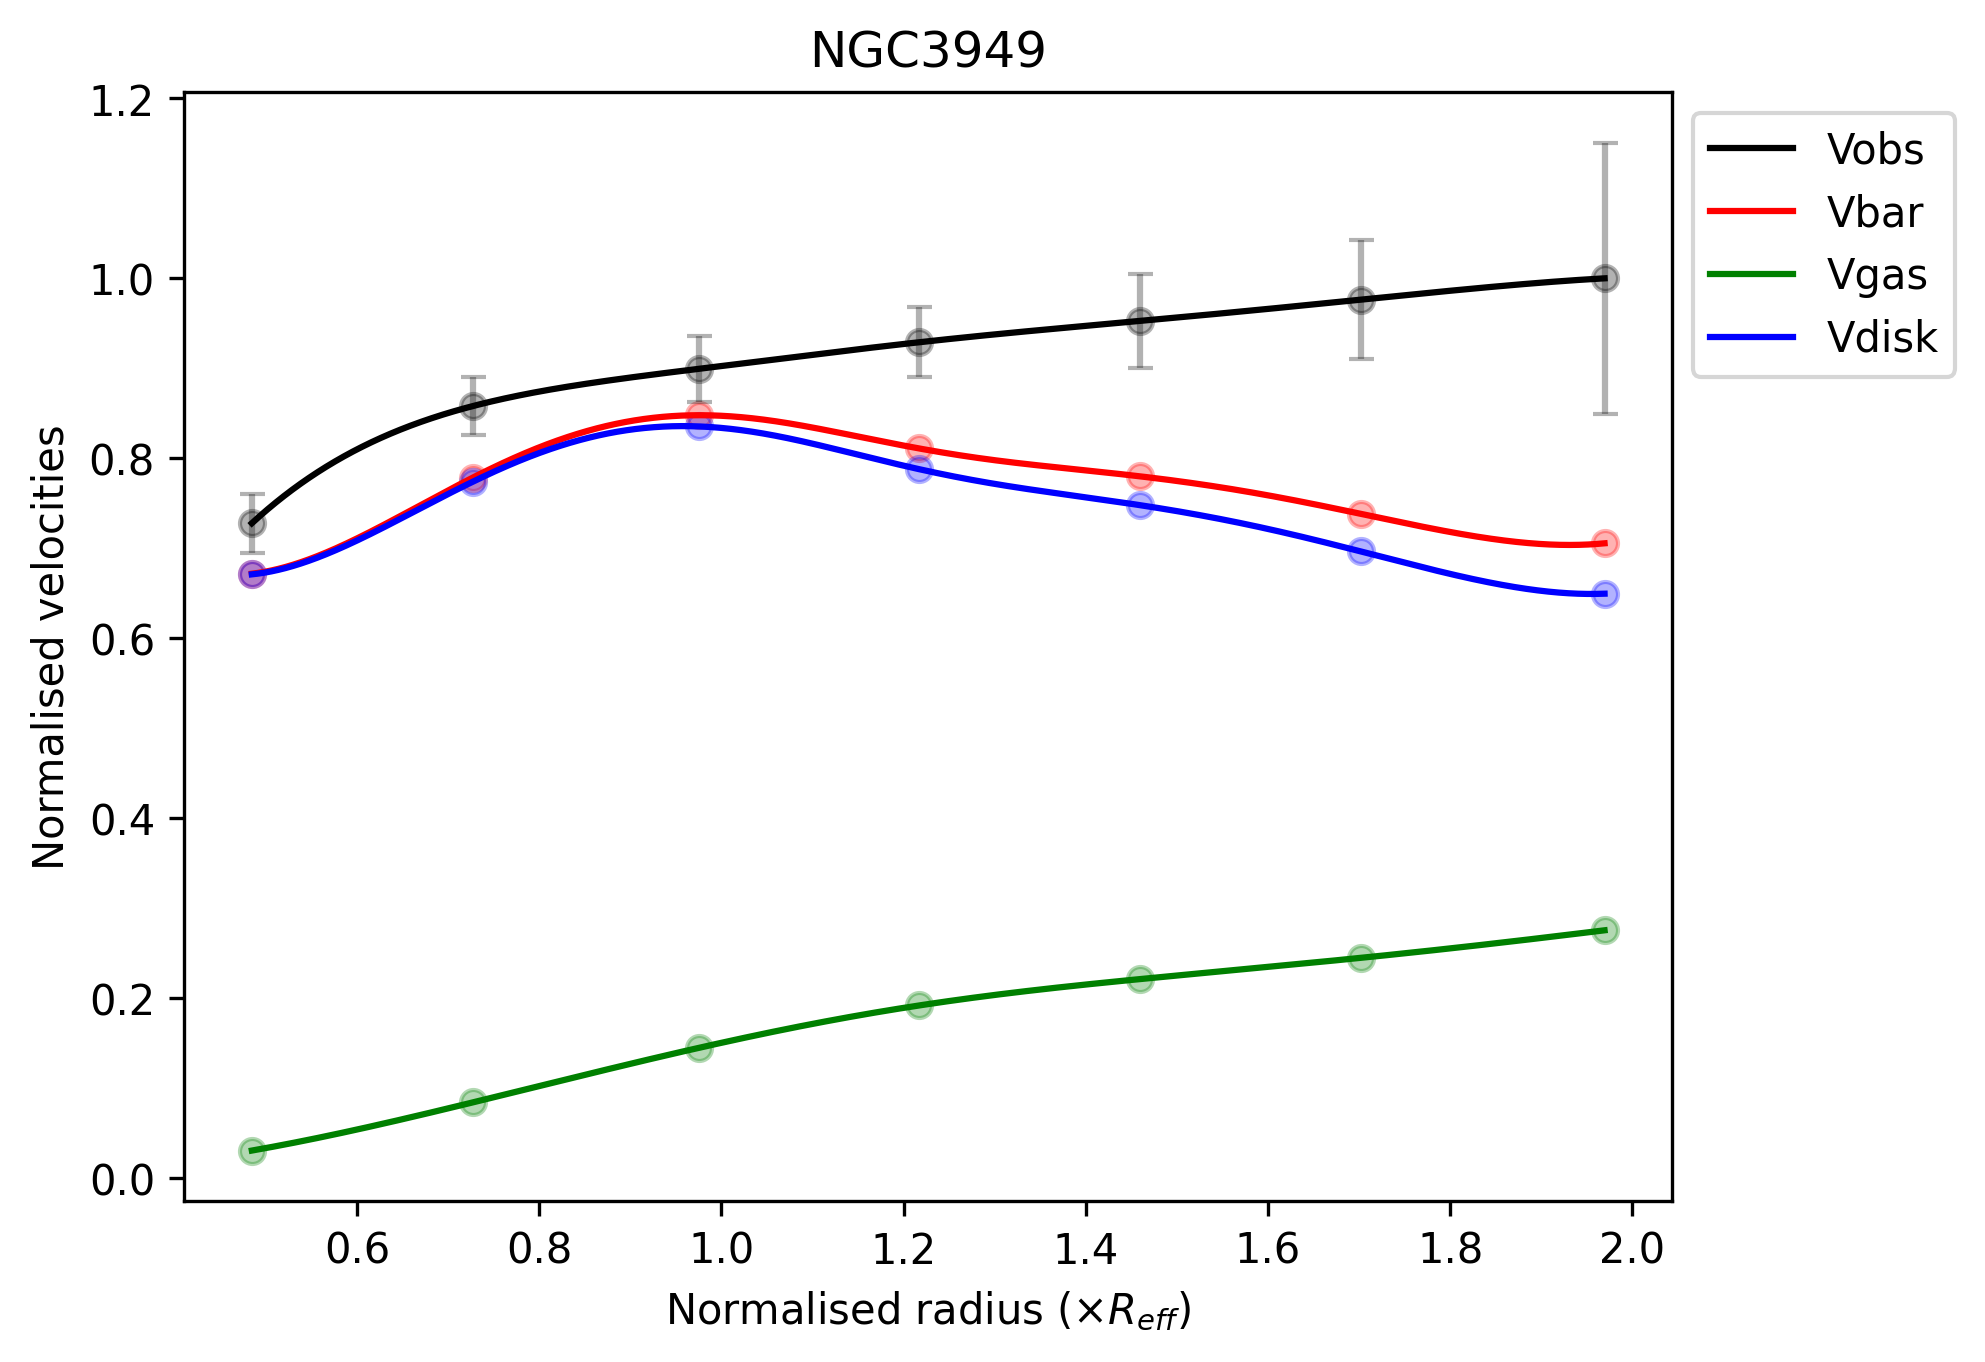 NGC3949
1.2
1.0
0.8
0.6
0.4
0.2
0.0
Normalised velocities
0.6 0.8 1.0 1.2 1.4 1.6 1.8 2.0
Normalised radius (×R_eff)
Vobs
Vbar
Vgas
Vdisk